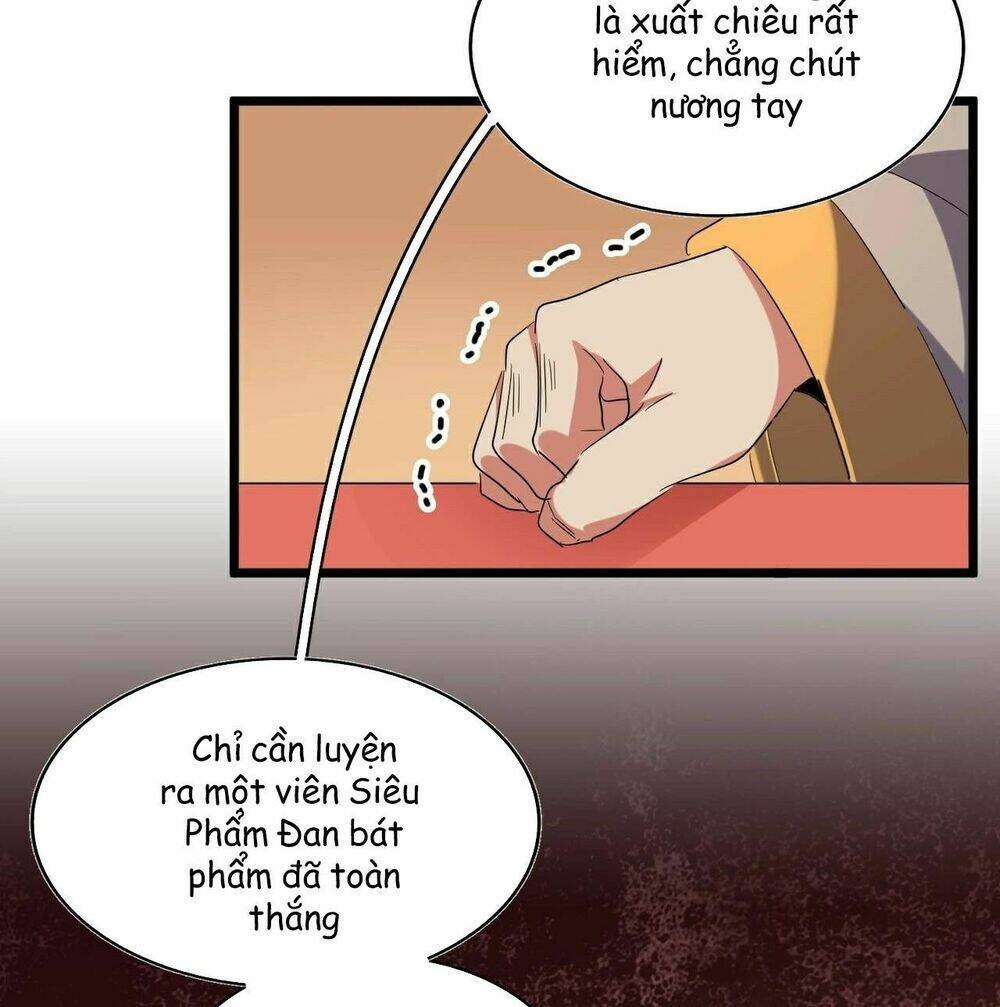 là xuất chiêu rất
hiểm, chẳng chút
nương tay
Chỉ cần luyện
ra một viên Siêu
Phẩm Đan bát
phẩm đã toàn
thắng